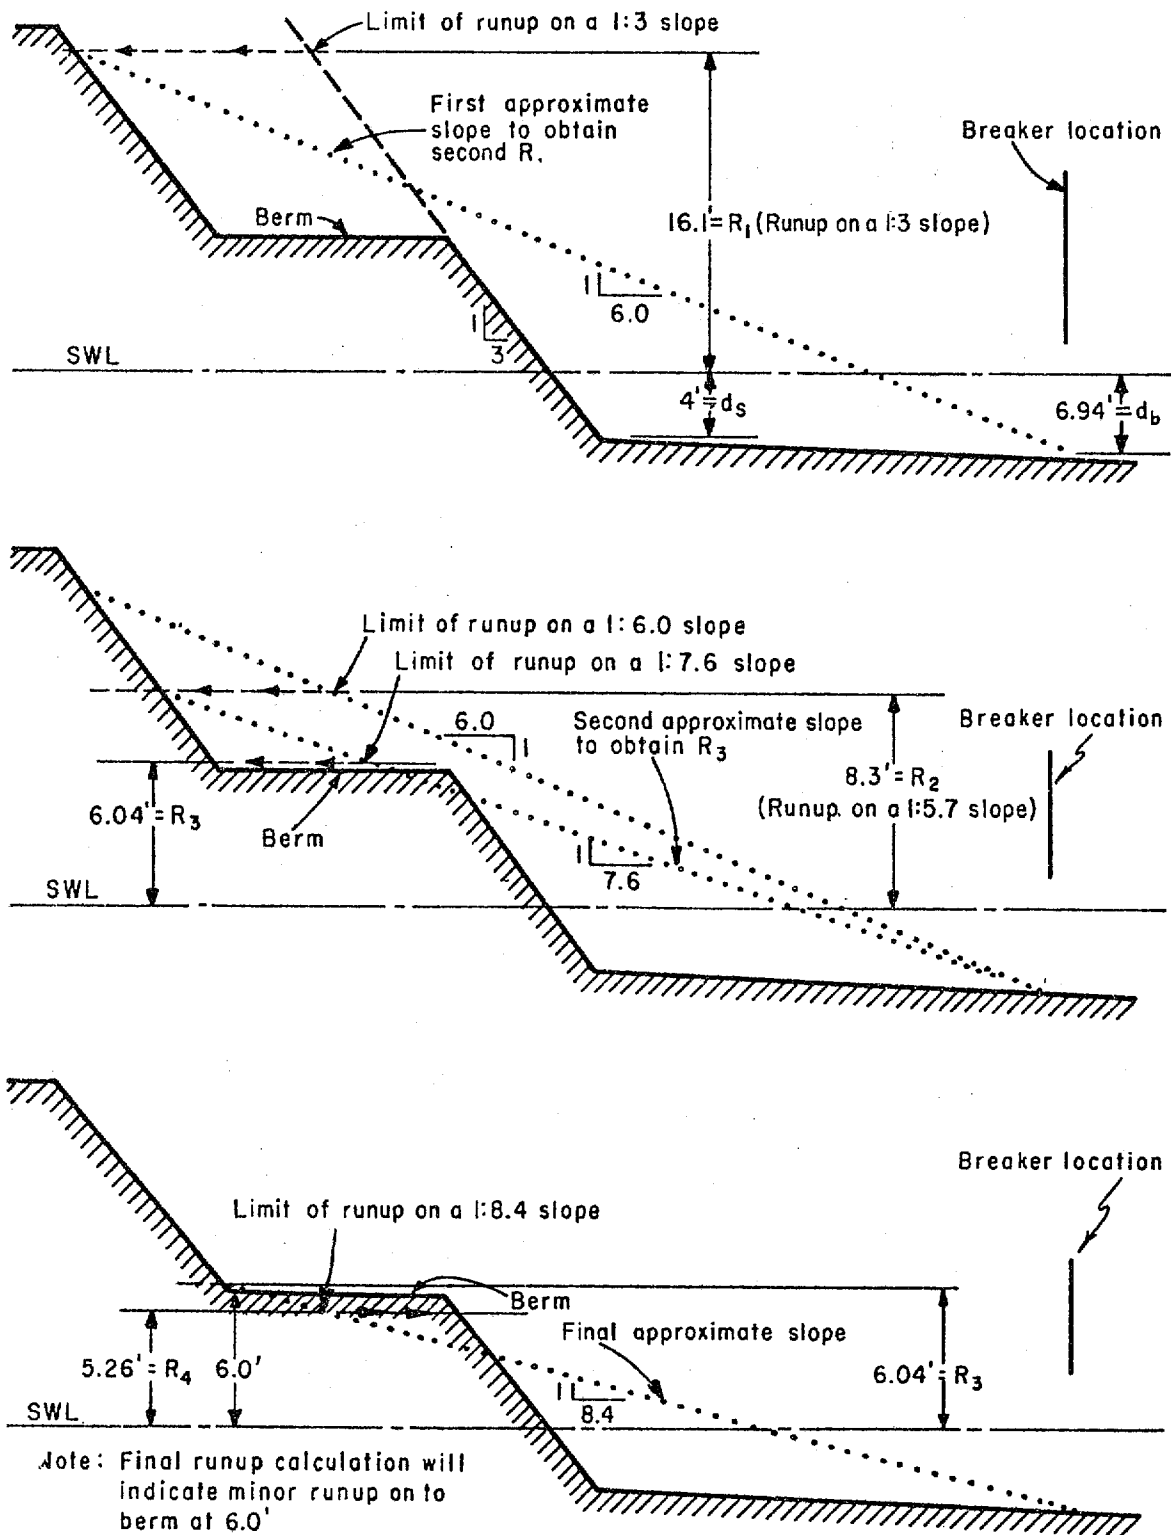 Limit of runup on a 1:3 slope
First approximate
slope to obtain
second R.
Breaker location
Berm
16.1'=R₁ (Runup on a 1:3 slope)
1
6.0
1
3
SWL
4'=dₛ
6.94'=d_b
Limit of runup on a 1:6.0 slope
Limit of runup on a 1:7.6 slope
6.0
1
Second approximate slope
to obtain R₃
Breaker location
8.3'=R₂
(Runup on a 1:5.7 slope)
6.04'=R₃
Berm
1
7.6
SWL
Breaker location
Limit of runup on a 1:8.4 slope
Berm
Final approximate slope
5.26'=R₄
6.0'
6.04'=R₃
1
8.4
SWL
Note: Final runup calculation will
indicate minor runup on to
berm at 6.0'